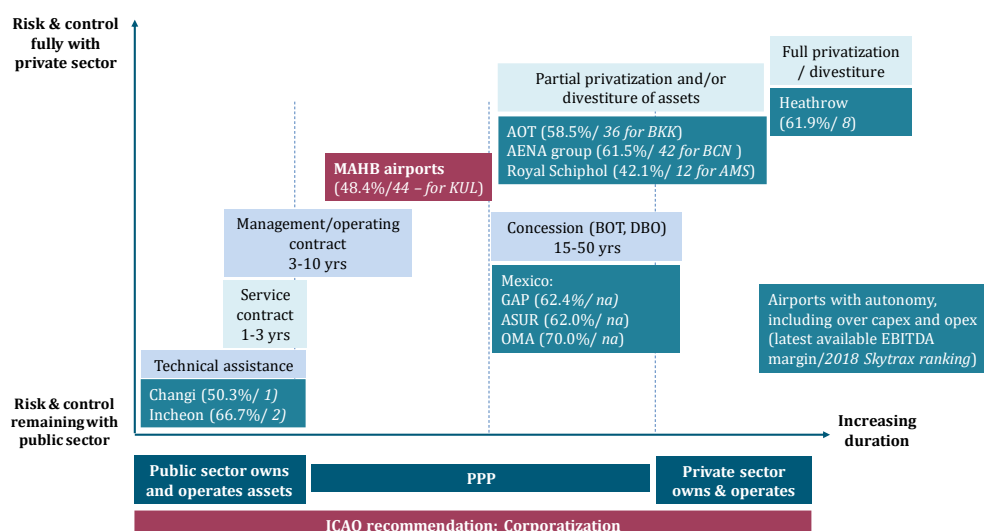 Risk & control
fully with
private sector
Full privatization
/ divestiture
Heathrow
(61.9%/ 8)
Partial privatization and/or
divestiture of assets
AOT (58.5%/ 36 for BKK)
AENA group (61.5%/ 42 for BCN )
Royal Schiphol (42.1%/ 12 for AMS)
MAHB airports
(48.4%/44 – for KUL)
Management/operating
contract
3-10 yrs
Concession (BOT, DBO)
15-50 yrs
Mexico:
GAP (62.4%/ na)
ASUR (62.0%/ na)
OMA (70.0%/ na)
Service
contract
1-3 yrs
Airports with autonomy,
including over capex and opex
(latest available EBITDA
margin/2018 Skytrax ranking)
Technical assistance
Changi (50.3%/ 1)
Incheon (66.7%/ 2)
Risk & control
remaining with
public sector
Increasing
duration
Public sector owns
and operates assets
PPP
Private sector
owns & operates
ICAO recommendation: Corporatization